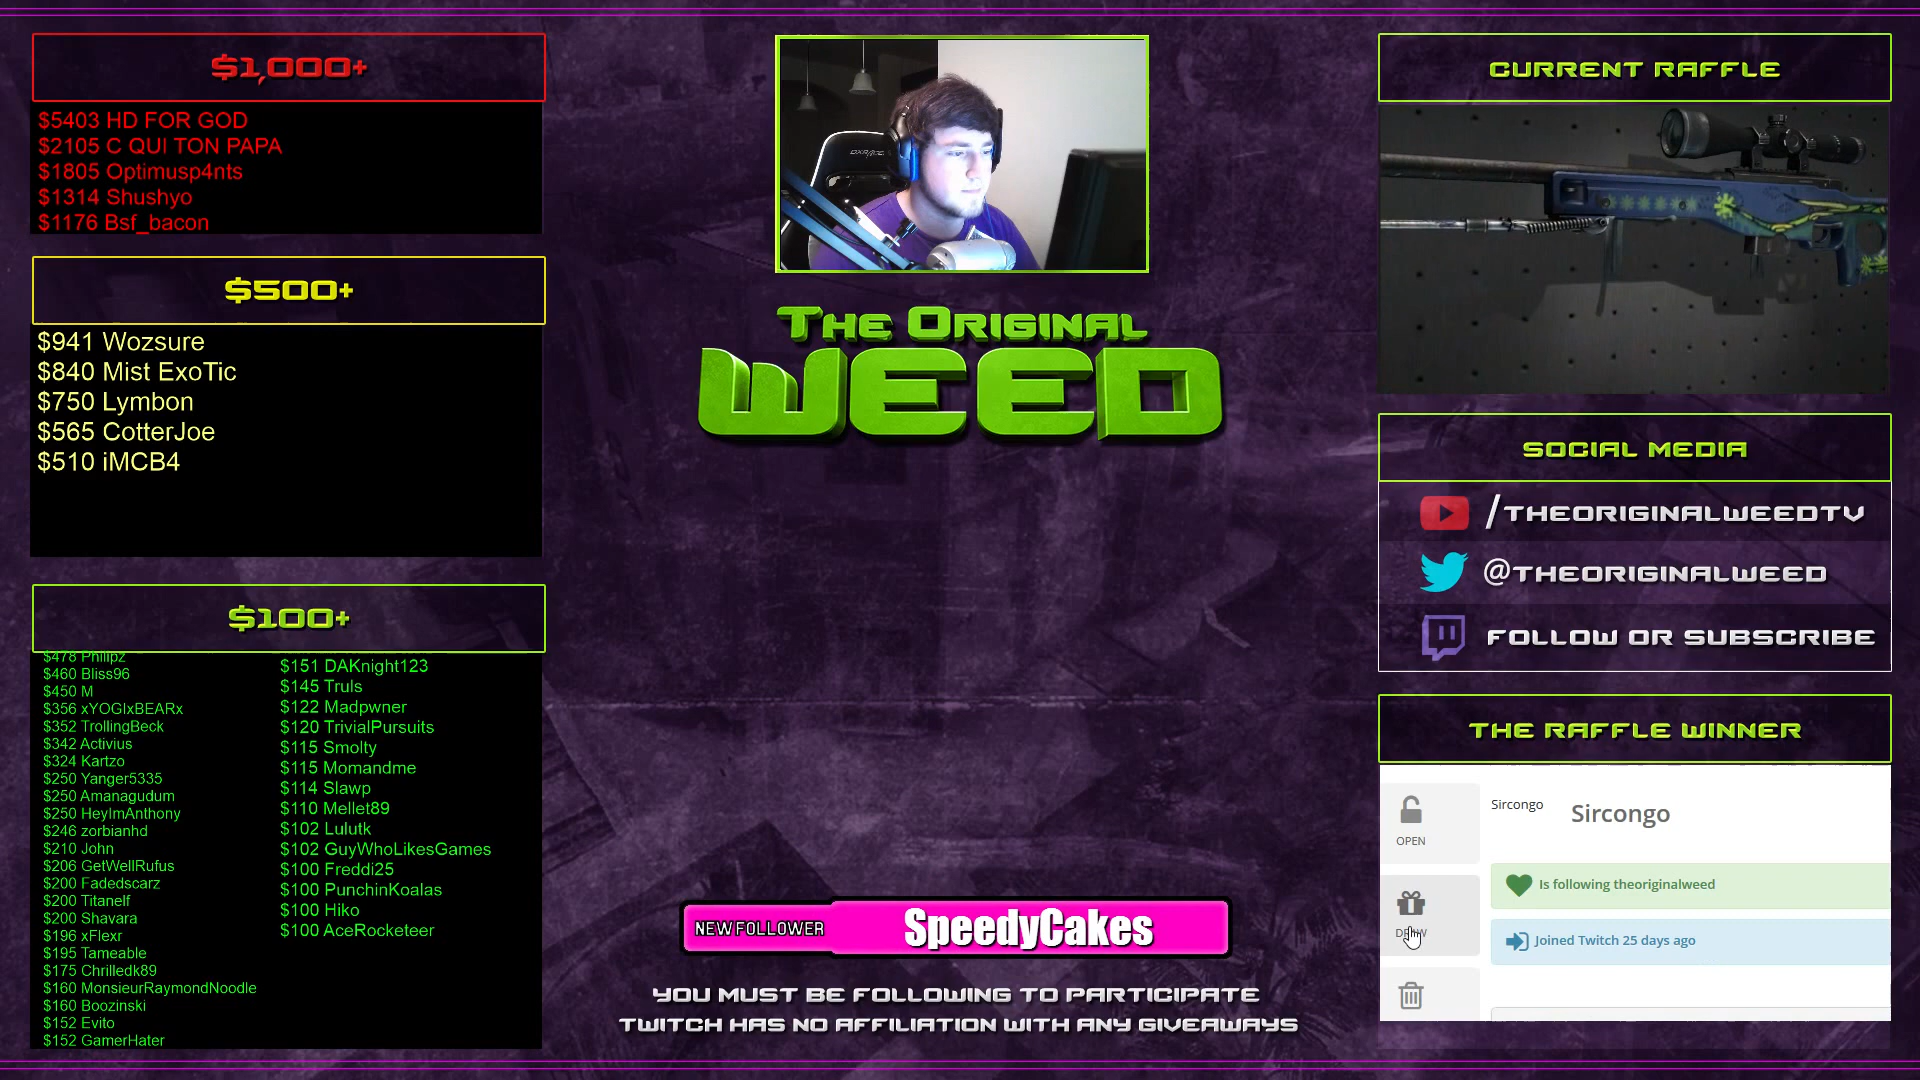 $1,000+
$5403 HD FOR GOD
$2105 C QUI TON PAPA
$1805 Optimusp4nts
$1314 Shushyo
$1176 Bsf_bacon
$500+
$941 Wozsure
$840 Mist ExoTic
$750 Lymbon
$565 CotterJoe
$510 iMCB4
$100+
$478 Philipz
$460 Bliss96
$450 M
$356 xYOGIxBEARx
$352 TrollingBeck
$342 Activius
$324 Kartzo
$250 Yanger5335
$250 Amanagudum
$250 HeyImAnthony
$246 zorbianhd
$210 John
$206 GetWellRufus
$200 Fadedscarz
$200 Titanelf
$200 Shavara
$196 xFlexr
$195 Tameable
$175 Chrilledk89
$160 MonsieurRaymondNoodle
$160 Boozinski
$152 Evito
$152 GamerHater
$151 DAKnight123
$145 Truls
$122 Madpwner
$120 TrivialPursuits
$115 Smolty
$115 Momandme
$114 Slawp
$110 Mellet89
$102 Lulutk
$102 GuyWhoLikesGames
$100 Freddi25
$100 PunchinKoalas
$100 Hiko
$100 AceRocketeer
THE ORIGINAL
WEED
NEW FOLLOWER SpeedyCakes
YOU MUST BE FOLLOWING TO PARTICIPATE
TWITCH HAS NO AFFILIATION WITH ANY GIVEAWAYS
CURRENT RAFFLE
SOCIAL MEDIA
/THEORIGINALWEEDTV
@THEORIGINALWEED
FOLLOW OR SUBSCRIBE
THE RAFFLE WINNER
OPEN
Sircongo Sircongo
Is following theoriginalweed
Joined Twitch 25 days ago